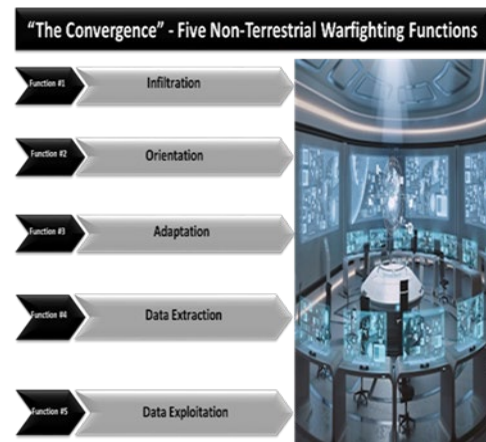 “The Convergence” - Five Non-Terrestrial Warfighting Functions
Function #1
Infiltration
Function #2
Orientation
Function #3
Adaptation
Function #4
Data Extraction
Function #5
Data Exploitation